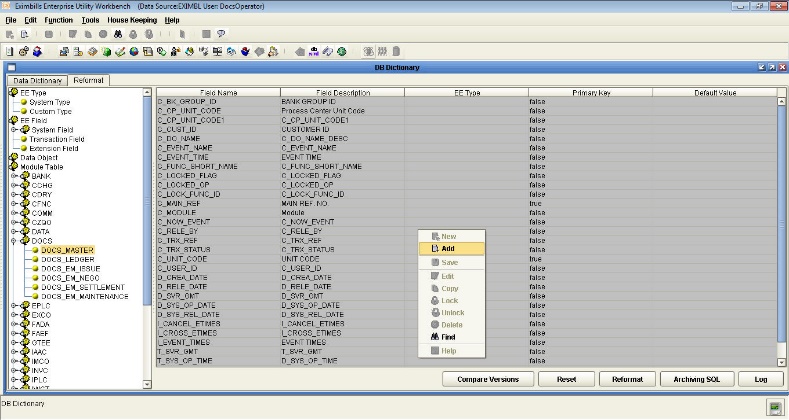 Eximbills Enterprise Utility Workbench (Data Source:EXIMBL User: DocsOperator)
File Edit Function Tools House Keeping Help
DB Dictionary
Data Dictionary Reformat
Field Name Field Description EE Type Primary Key Default Value
EE Type
System Type
Custom Type
EE Field
System Field
Transaction Field
Extension Field
Data Object
Module Table
BANK
CCHG
CDRY
CFNC
COMM
CZDO
DATA
DOCS
DOCS_MASTER
DOCS_LEDGER
DOCS_EM_ISSUE
DOCS_EM_NEGO
DOCS_EM_SETTLEMENT
DOCS_EM_MAINTENANCE
EPLC
EXCO
FADA
FAEF
GTEE
IAAC
IMCO
INVC
IPLC
C_BK_GROUP_ID BANK GROUP ID false
C_CP_UNIT_CODE Process Center Unit Code false
C_CP_UNIT_CODE1 C_CP_UNIT_CODE1 false
C_CUST_ID CUSTOMER ID false
C_DO_NAME C_DO_NAME_DESC false
C_EVENT_NAME C_EVENT_NAME false
C_EVENT_TIME EVENT TIME false
C_FUNC_SHORT_NAME C_FUNC_SHORT_NAME false
C_LOCKED_FLAG C_LOCKED_FLAG false
C_LOCKED_OP C_LOCKED_OP false
C_LOCK_FUNC_ID C_LOCK_FUNC_ID false
C_MAIN_REF MAIN REF. NO. true
C_MODULE Module false
C_NOW_EVENT C_NOW_EVENT false
C_RELE_BY C_RELE_BY false
C_TRX_REF C_TRX_REF false
C_TRX_STATUS C_TRX_STATUS false
C_UNIT_CODE UNIT CODE true
C_USER_ID C_USER_ID false
D_CREA_DATE D_CREA_DATE false
D_RELE_DATE D_RELE_DATE false
D_SVR_GMT D_SVR_GMT false
D_SYS_OP_DATE D_SYS_OP_DATE false
D_SYS_REL_DATE D_SYS_REL_DATE false
I_CANCEL_ETIMES I_CANCEL_ETIMES false
I_CROSS_ETIMES I_CROSS_ETIMES false
I_EVENT_TIMES EVENT TIMES false
T_SVR_GMT T_SVR_GMT false
T_SYS_OP_TIME T_SYS_OP_TIME false
New
Add
Save
Edit
Copy
Lock
Unlock
Delete
Find
Help
Compare Versions Reset Reformat Archiving SQL Log
DB Dictionary